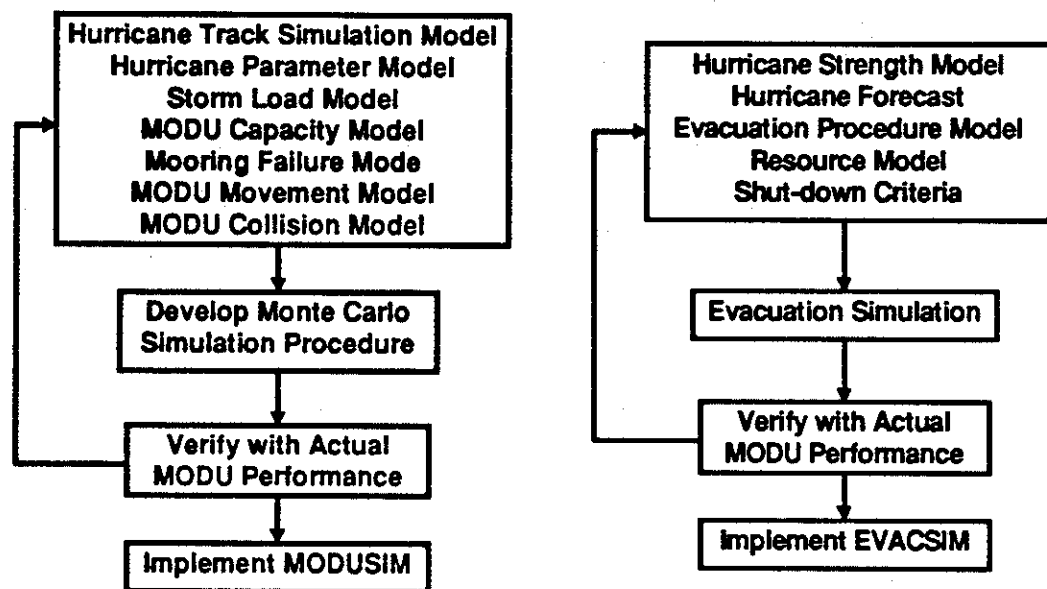 Hurricane Track Simulation Model
Hurricane Parameter Model
Storm Load Model
MODU Capacity Model
Mooring Failure Mode
MODU Movement Model
MODU Collision Model
Develop Monte Carlo
Simulation Procedure
Verify with Actual
MODU Performance
Implement MODUSIM
Hurricane Strength Model
Hurricane Forecast
Evacuation Procedure Model
Resource Model
Shut-down Criteria
Evacuation Simulation
Verify with Actual
MODU Performance
Implement EVACSIM